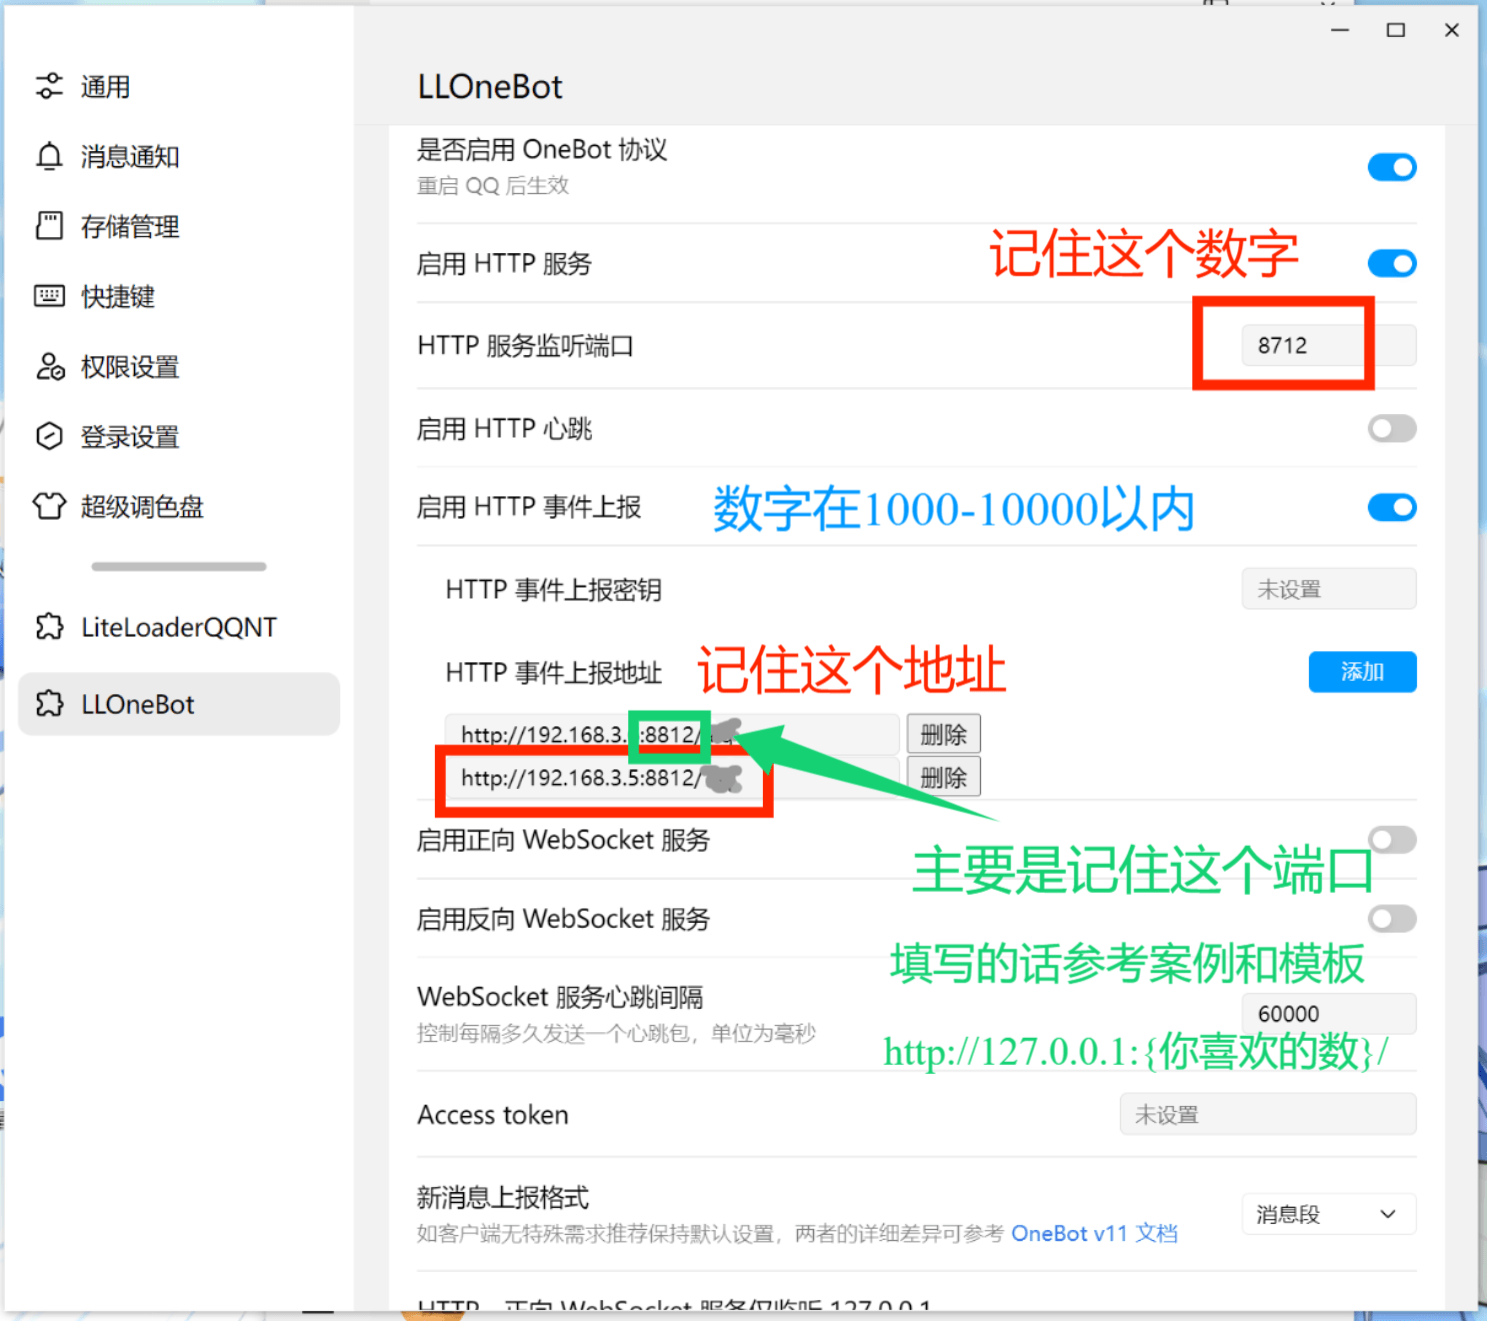 通用
消息通知
存储管理
快捷键
权限设置
登录设置
超级调色盘
LiteLoaderQQNT
LLOneBot
LLOneBot
是否启用 OneBot 协议
重启 QQ 后生效
记住这个数字
启用 HTTP 服务
HTTP 服务监听端口
8712
启用 HTTP 心跳
启用 HTTP 事件上报
数字在1000-10000以内
HTTP 事件上报密钥
未设置
HTTP 事件上报地址
记住这个地址
添加
http://192.168.3. :8812/
删除
http://192.168.3.5:8812/
删除
启用正向 WebSocket 服务
主要是记住这个端口
启用反向 WebSocket 服务
填写的话参考案例和模板
WebSocket 服务心跳间隔
60000
控制每隔多久发送一个心跳包，单位为毫秒
http://127.0.0.1:{你喜欢的数}/
Access token
未设置
新消息上报格式
如客户端无特殊需求推荐保持默认设置，两者的详细差异可参考 OneBot v11 文档
消息段
HTTP、正向 WebSocket 服务仅监听 127.0.0.1